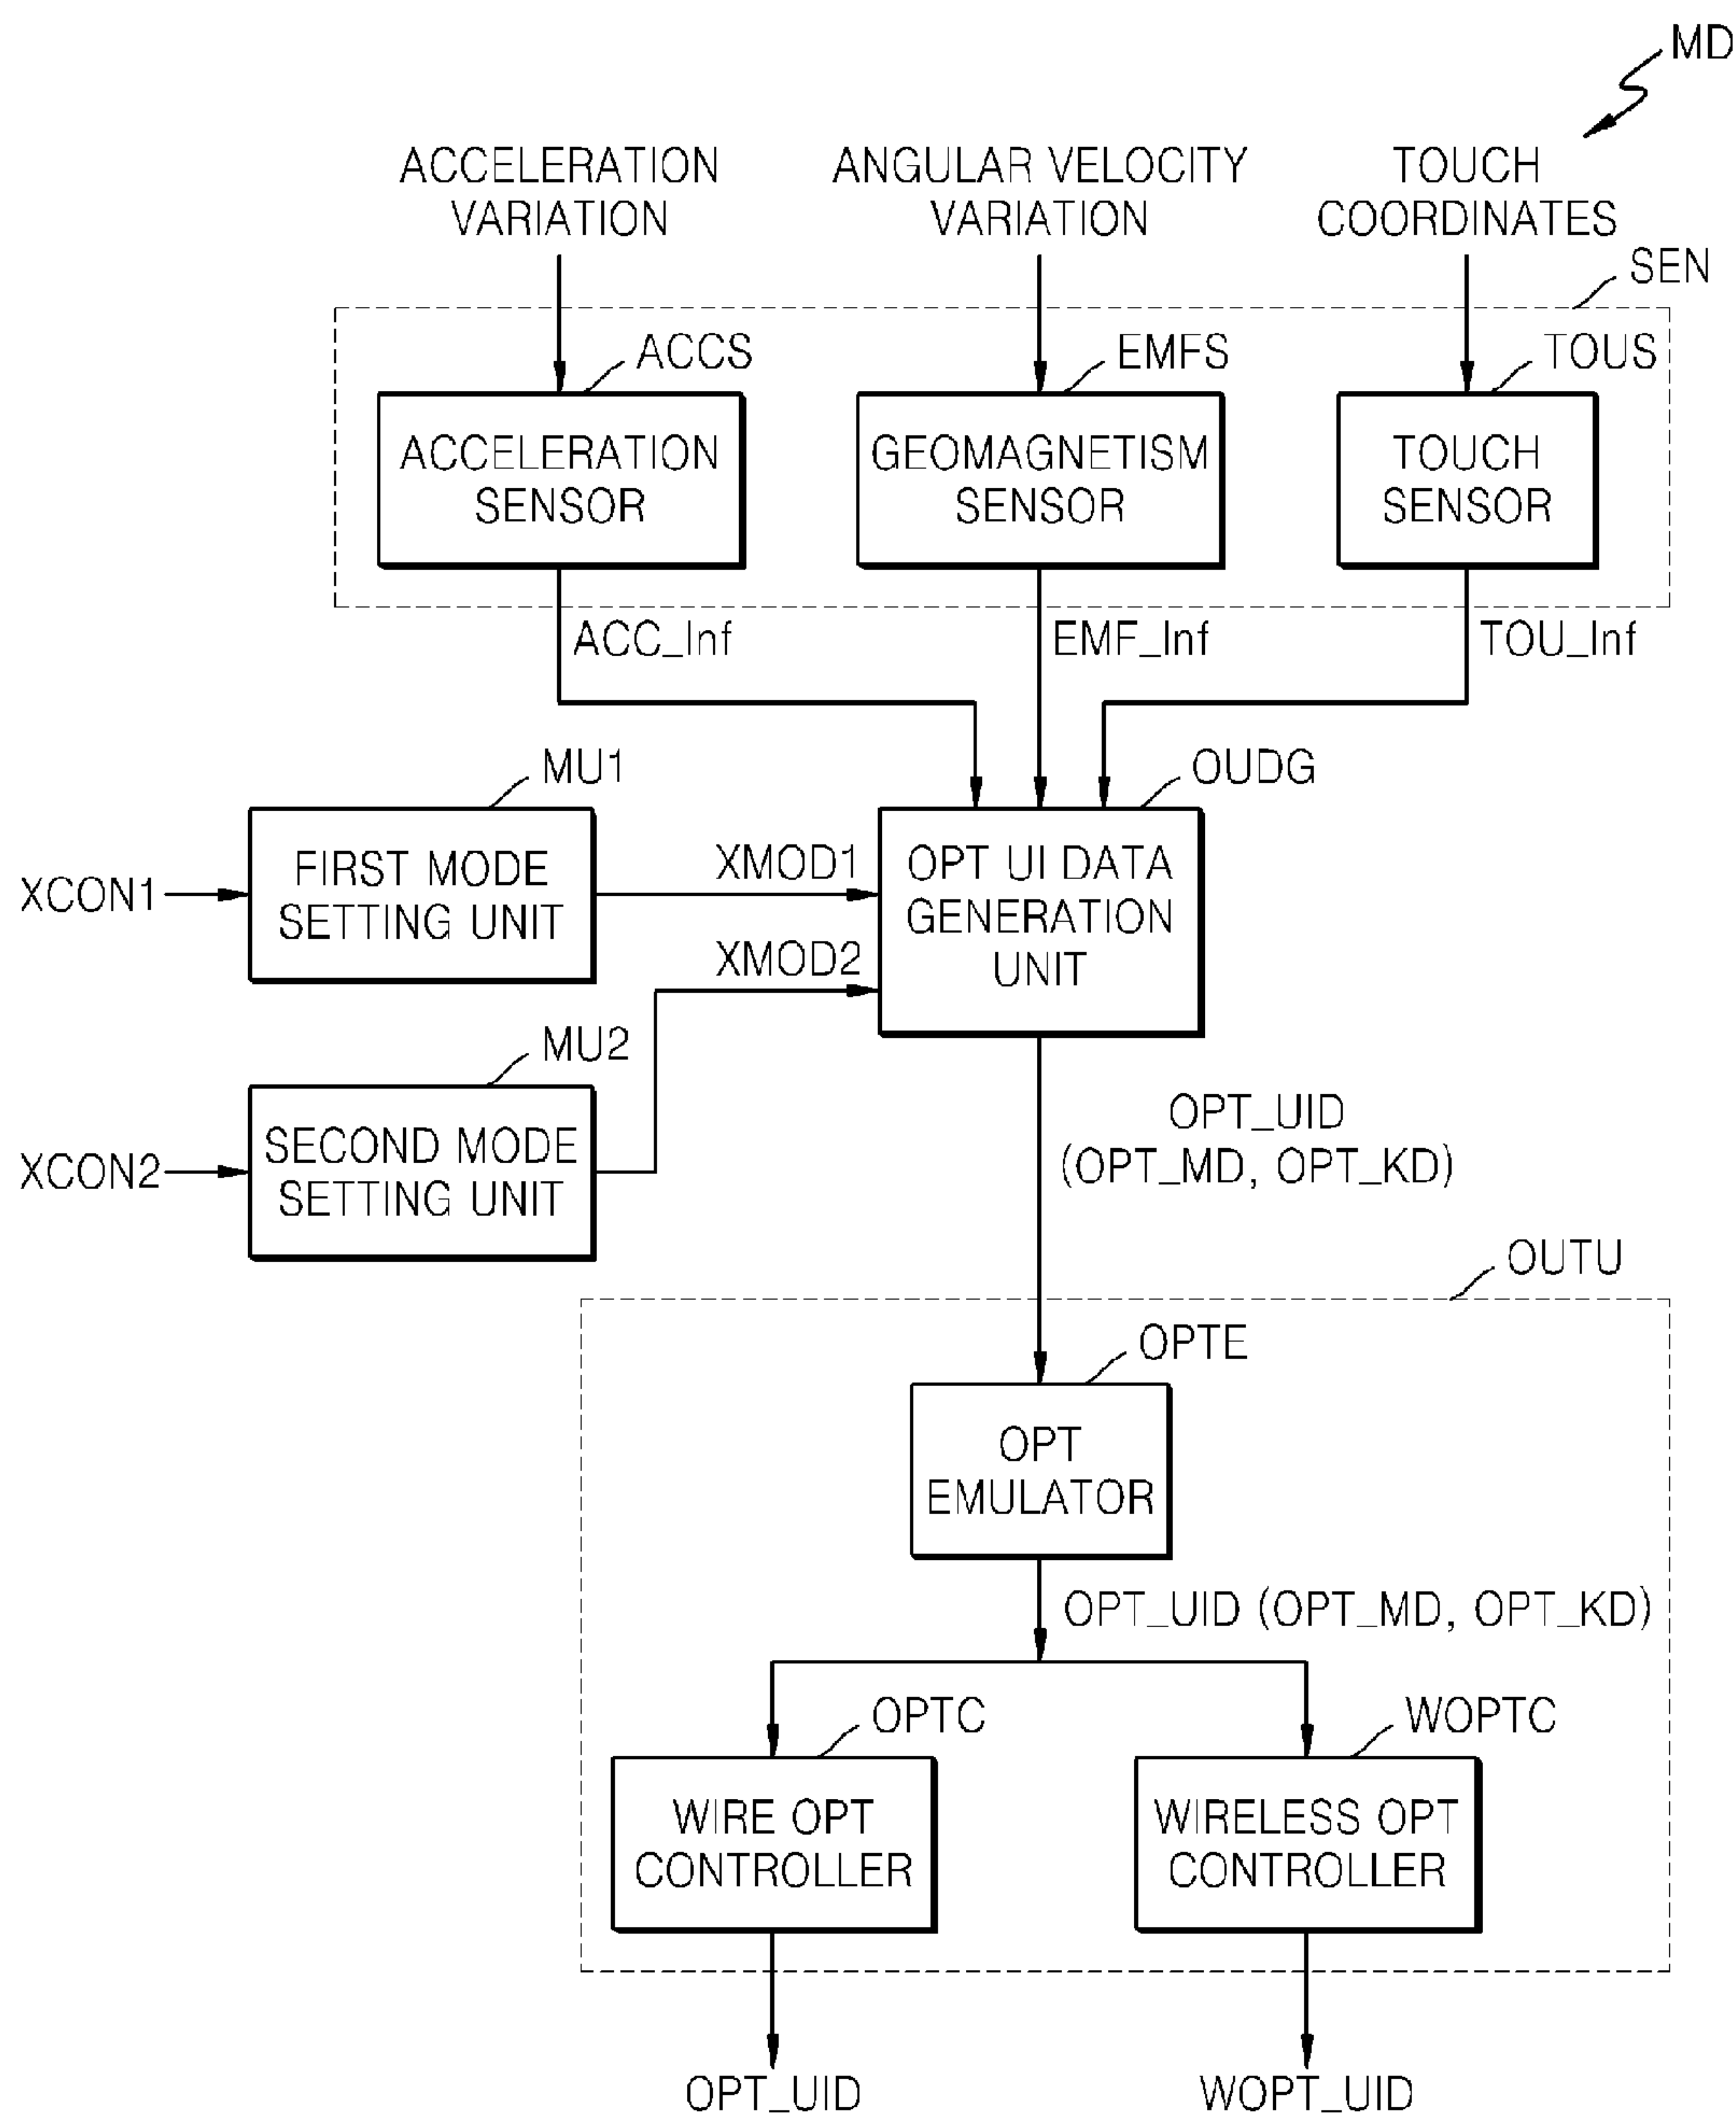 MD
ACCELERATION
VARIATION
ANGULAR VELOCITY
VARIATION
TOUCH
COORDINATES
SEN
ACCS
EMFS
TOUS
ACCELERATION
SENSOR
GEOMAGNETISM
SENSOR
TOUCH
SENSOR
ACC_Inf
EMF_Inf
TOU_Inf
MU1
OUDG
XCON1
FIRST MODE
SETTING UNIT
XMOD1
OPT UI DATA
GENERATION
UNIT
XMOD2
MU2
XCON2
SECOND MODE
SETTING UNIT
OPT_UID
(OPT_MD, OPT_KD)
OUTU
OPTE
OPT
EMULATOR
OPT_UID (OPT_MD, OPT_KD)
OPTC
WOPTC
WIRE OPT
CONTROLLER
WIRELESS OPT
CONTROLLER
OPT_UID
WOPT_UID